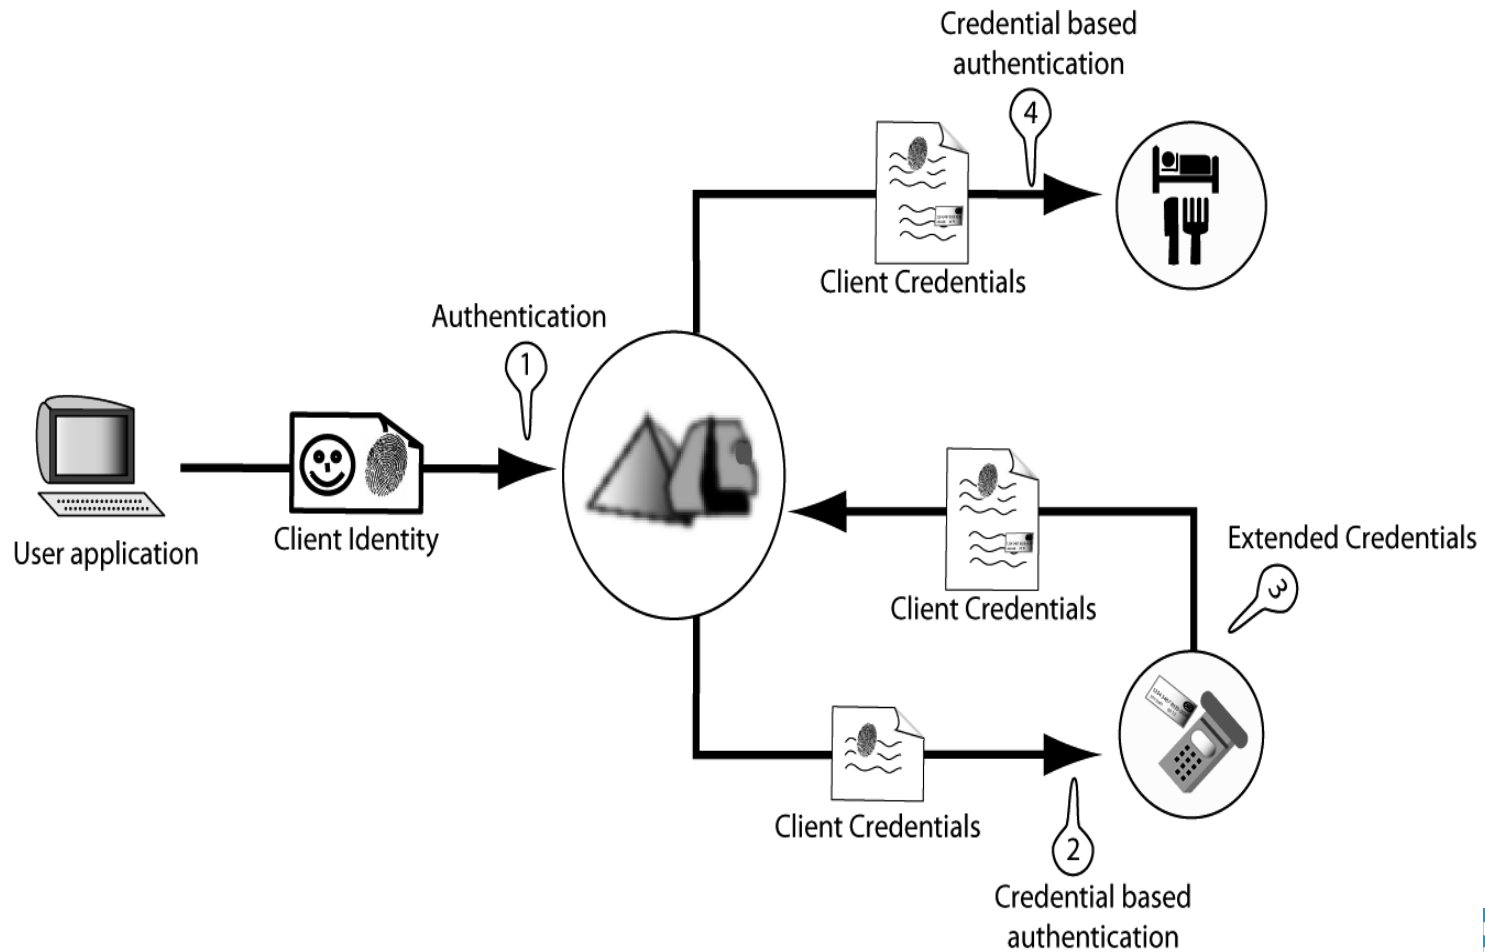 Credential based
authentication
4
Client Credentials
Authentication
1
User application
Client Identity
Client Credentials
Extended Credentials
3
Client Credentials
2
Credential based
authentication